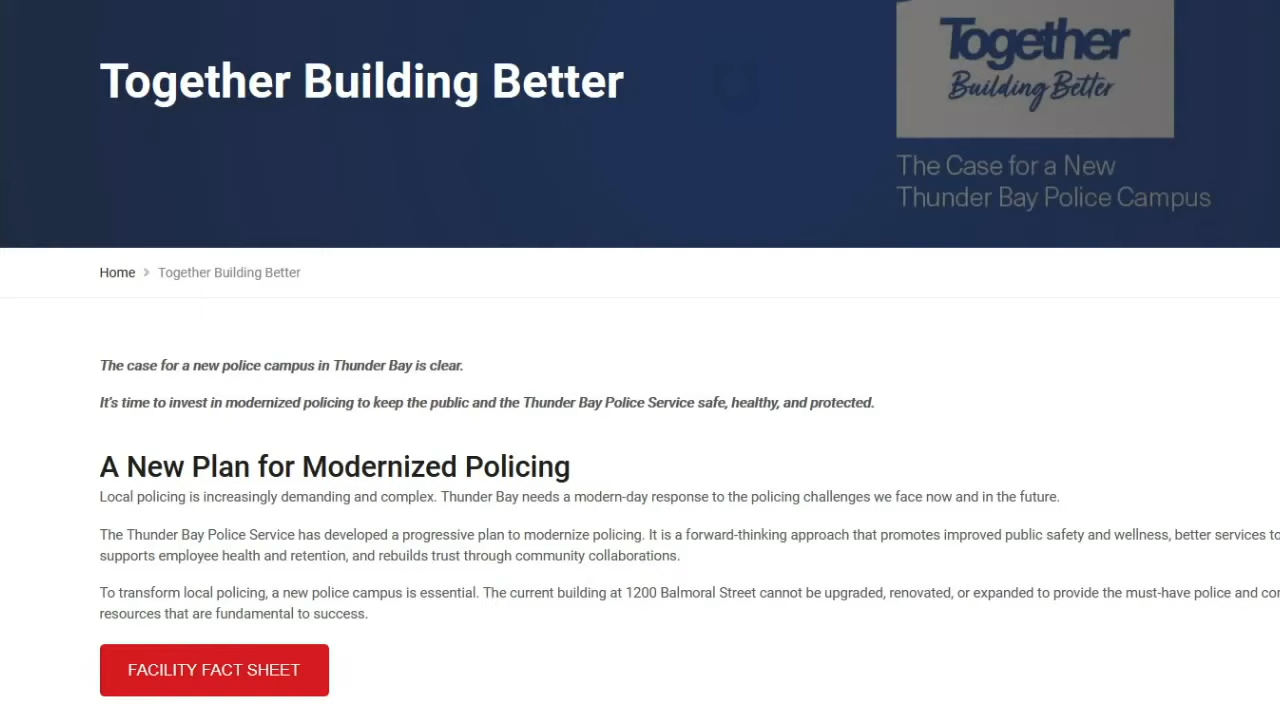 Together Building Better
Together
Building Better
The Case for a New
Thunder Bay Police Campus
Home > Together Building Better
The case for a new police campus in Thunder Bay is clear.
It's time to invest in modernized policing to keep the public and the Thunder Bay Police Service safe, healthy, and protected.
A New Plan for Modernized Policing
Local policing is increasingly demanding and complex. Thunder Bay needs a modern-day response to the policing challenges we face now and in the future.
The Thunder Bay Police Service has developed a progressive plan to modernize policing. It is a forward-thinking approach that promotes improved public safety and wellness, better services to
supports employee health and retention, and rebuilds trust through community collaborations.
To transform local policing, a new police campus is essential. The current building at 1200 Balmoral Street cannot be upgraded, renovated, or expanded to provide the must-have police and
resources that are fundamental to success.
FACILITY FACT SHEET